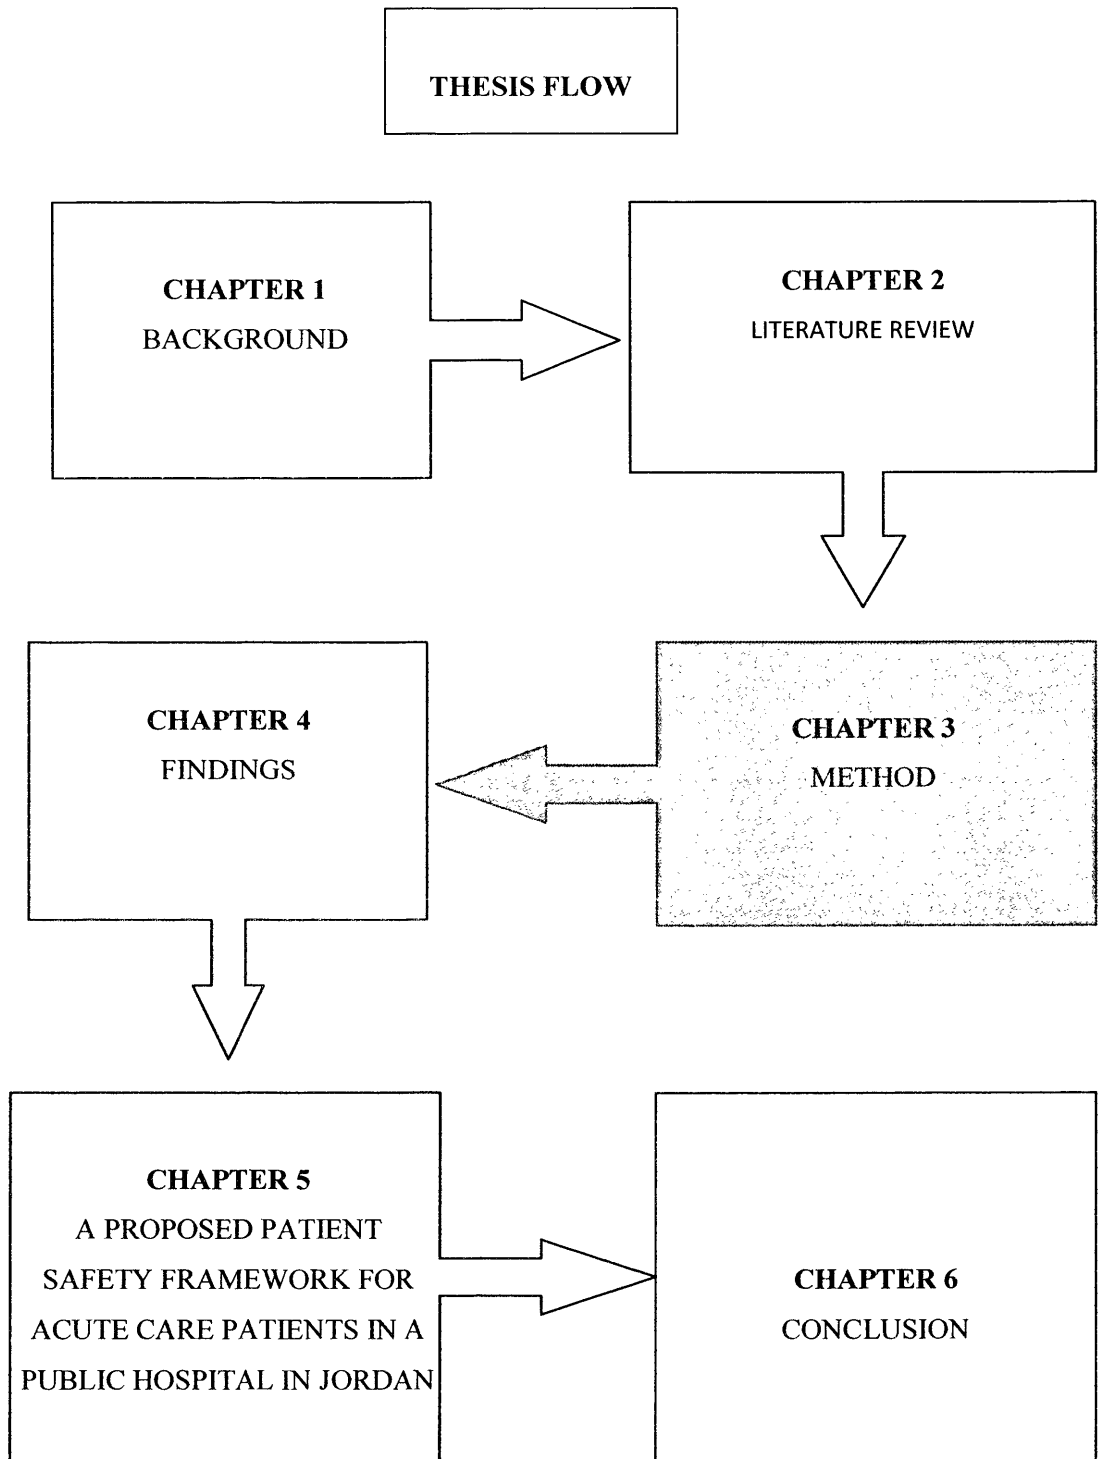 THESIS FLOW
CHAPTER 1
BACKGROUND
CHAPTER 2
LITERATURE REVIEW
CHAPTER 3
METHOD
CHAPTER 4
FINDINGS
CHAPTER 5
A PROPOSED PATIENT
SAFETY FRAMEWORK FOR
ACUTE CARE PATIENTS IN A
PUBLIC HOSPITAL IN JORDAN
CHAPTER 6
CONCLUSION